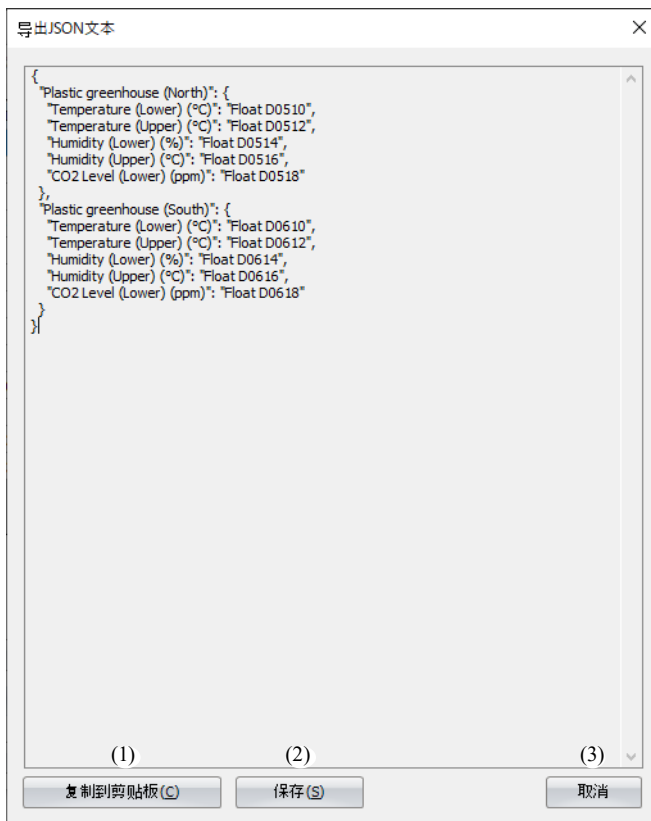 导出JSON文本
{
"Plastic greenhouse (North)": {
"Temperature (Lower) (°C)": "Float D0510",
"Temperature (Upper) (°C)": "Float D0512",
"Humidity (Lower) (%)": "Float D0514",
"Humidity (Upper) (°C)": "Float D0516",
"CO2 Level (Lower) (ppm)": "Float D0518"
},
"Plastic greenhouse (South)": {
"Temperature (Lower) (°C)": "Float D0610",
"Temperature (Upper) (°C)": "Float D0612",
"Humidity (Lower) (%)": "Float D0614",
"Humidity (Upper) (°C)": "Float D0616",
"CO2 Level (Lower) (ppm)": "Float D0618"
}
}
(1) (2) (3)
复制到剪贴板(C) 保存(S) 取消